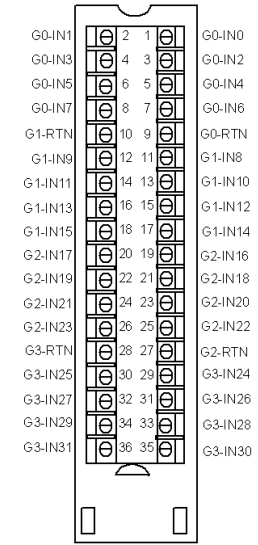 G0-IN1 2 1 G0-IN0
G0-IN3 4 3 G0-IN2
G0-IN5 6 5 G0-IN4
G0-IN7 8 7 G0-IN6
G1-RTN 10 9 G0-RTN
G1-IN9 12 11 G1-IN8
G1-IN11 14 13 G1-IN10
G1-IN13 16 15 G1-IN12
G1-IN15 18 17 G1-IN14
G2-IN17 20 19 G2-IN16
G2-IN19 22 21 G2-IN18
G2-IN21 24 23 G2-IN20
G2-IN23 26 25 G2-IN22
G3-RTN 28 27 G2-RTN
G3-IN25 30 29 G3-IN24
G3-IN27 32 31 G3-IN26
G3-IN29 34 33 G3-IN28
G3-IN31 36 35 G3-IN30